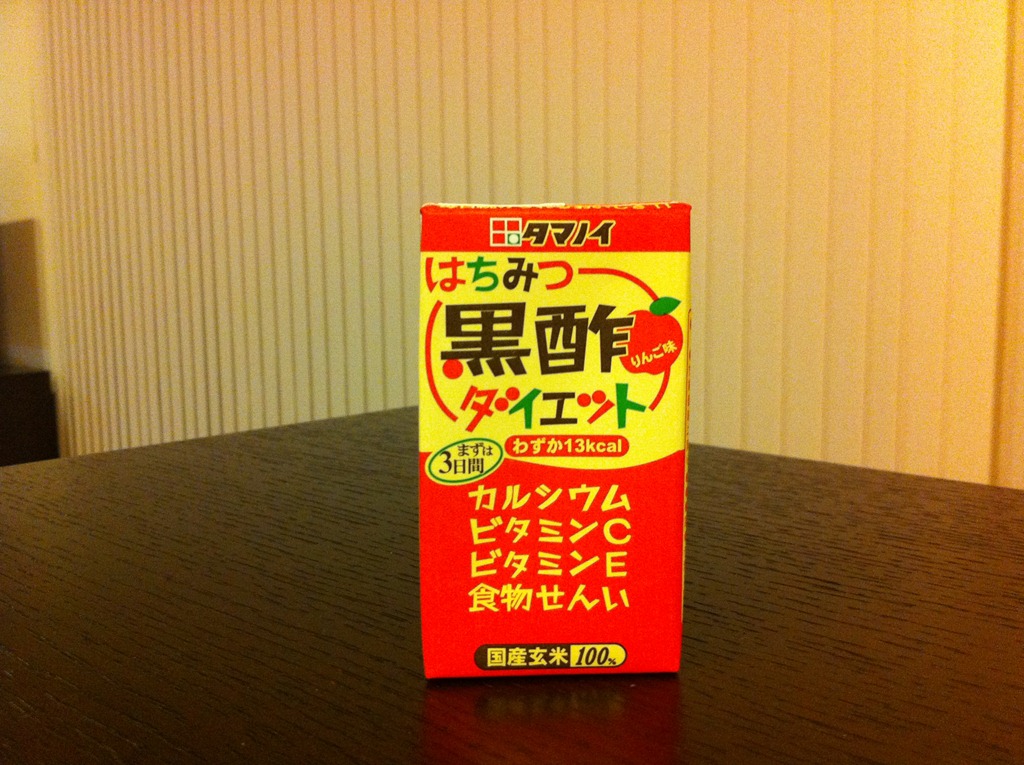 タマノイ
はちみつ
黒酢
りんご味
ダイエット
わずか13kcal
まずは
3日間
カルシウム
ビタミンC
ビタミンE
食物せんい
国産玄米100%